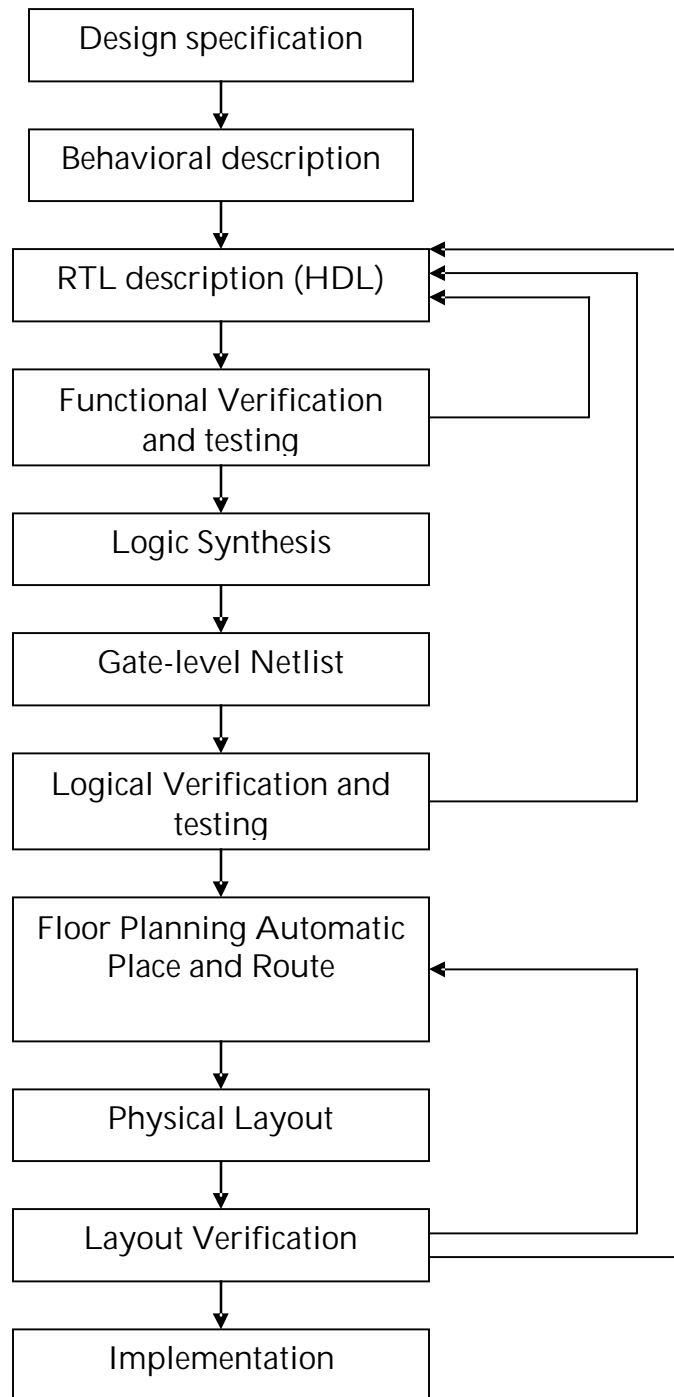 Design specification
Behavioral description
RTL description (HDL)
Functional Verification
and testing
Logic Synthesis
Gate-level Netlist
Logical Verification and
testing
Floor Planning Automatic
Place and Route
Physical Layout
Layout Verification
Implementation